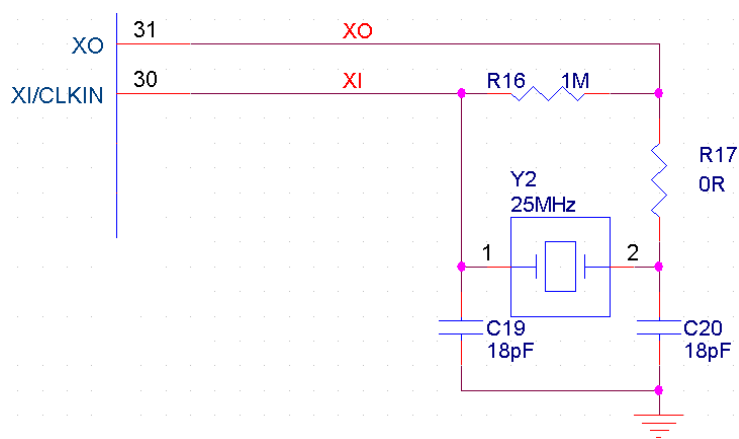 31
XO
XO
30
XI/CLKIN
XI
R16
1M
R17
0R
Y2
25MHz
1
2
C19
18pF
C20
18pF